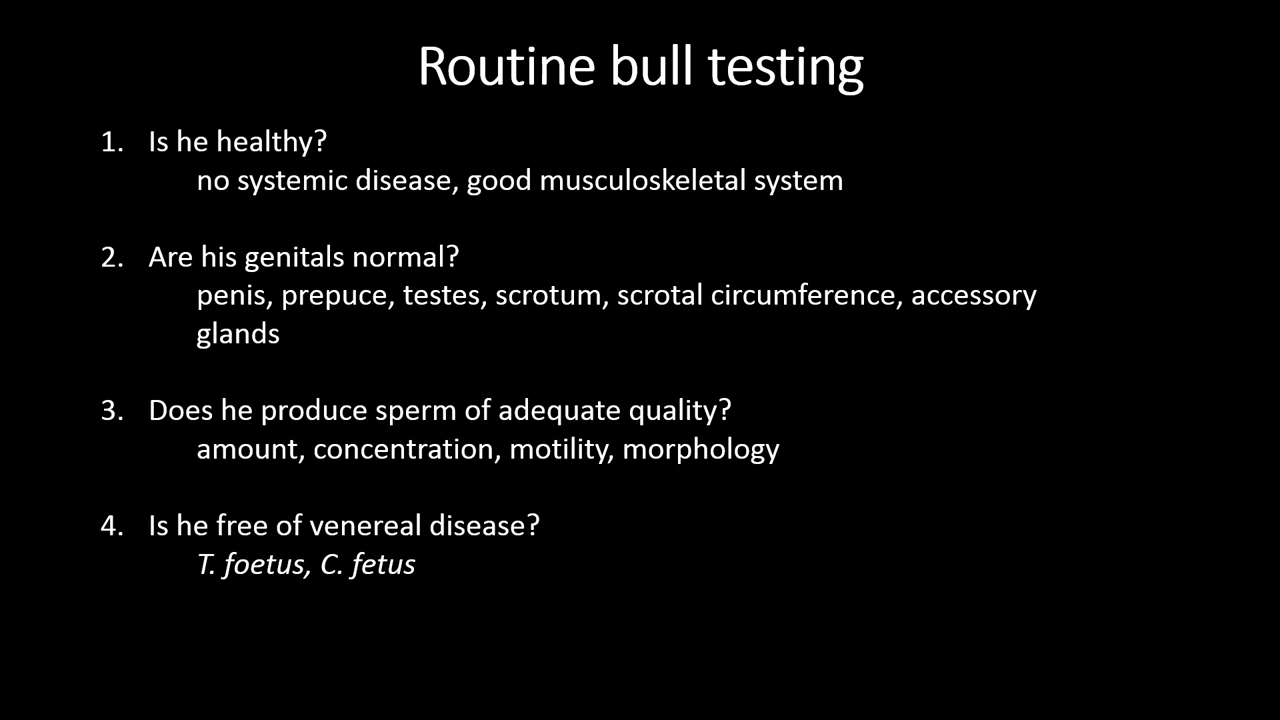 Routine bull testing
1. Is he healthy?
no systemic disease, good musculoskeletal system
2. Are his genitals normal?
penis, prepuce, testes, scrotum, scrotal circumference, accessory
glands
3. Does he produce sperm of adequate quality?
amount, concentration, motility, morphology
4. Is he free of venereal disease?
T. foetus, C. fetus